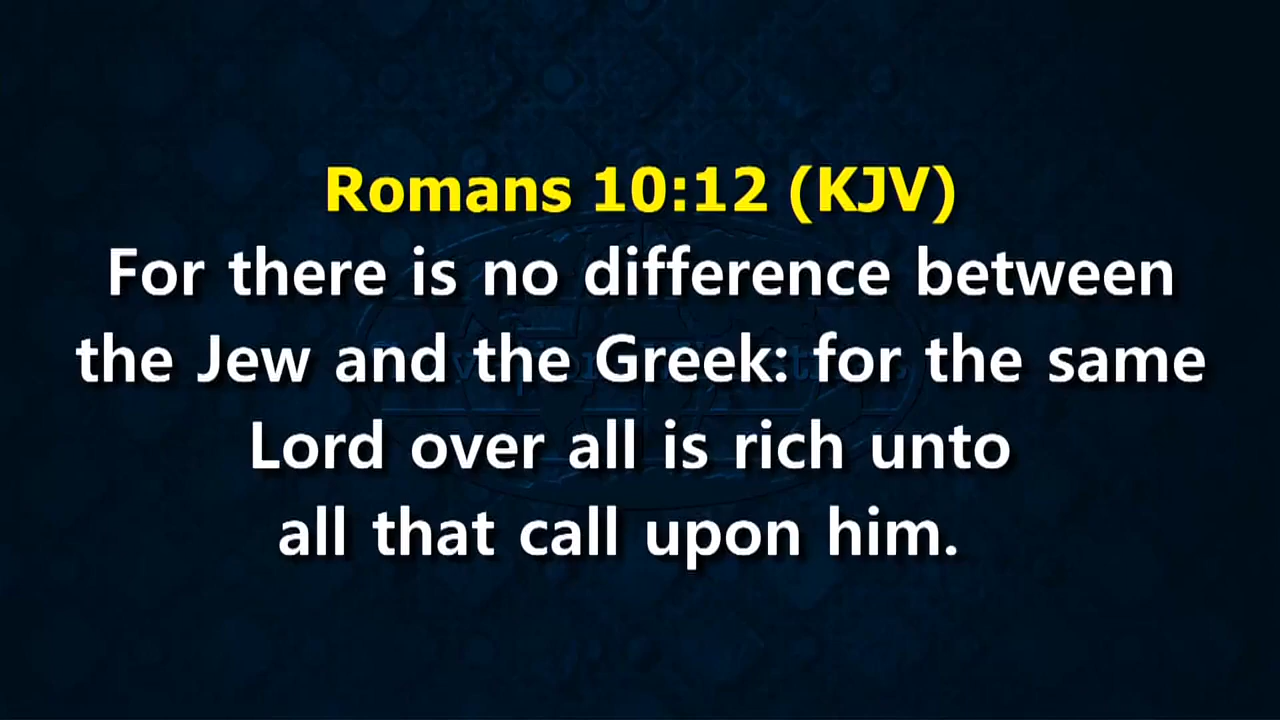 Romans 10:12 (KJV)
For there is no difference between
the Jew and the Greek: for the same
Lord over all is rich unto
all that call upon him.